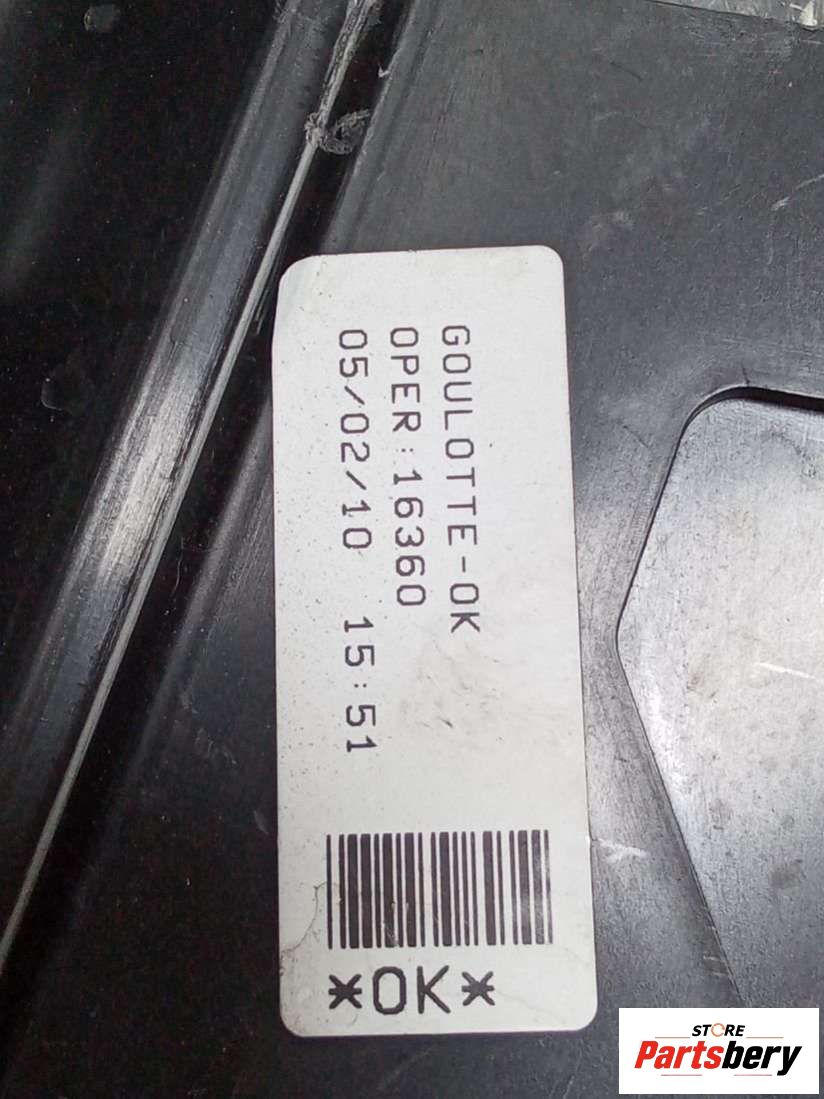 GOULOTTE-OK
OPER:16360
05/02/10 15:51
*OK*
STORE
Partsbery